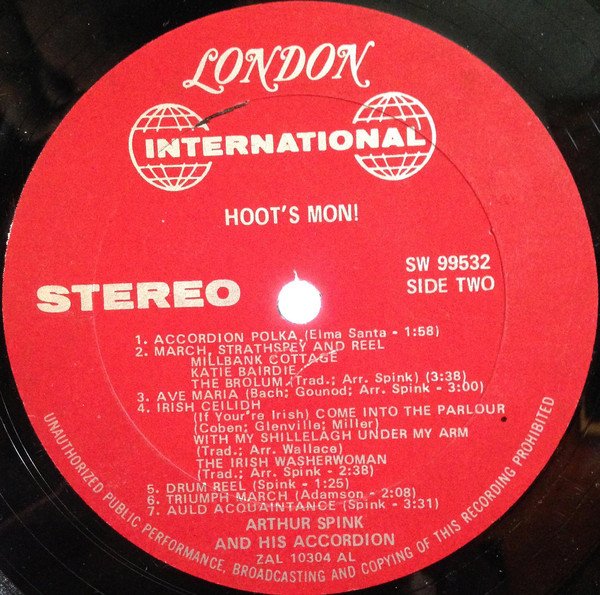 LONDON
INTERNATIONAL
HOOT'S MON!
STEREO
SW 99532
SIDE TWO
1. ACCORDION POLKA (Elma Santa - 1:58)
2. MARCH, STRATHSPEY AND REEL
MILLBANK COTTAGE
KATIE BAIRDIE
THE BROLUM (Trad.; Arr. Spink) (3:38)
3. AVE MARIA (Bach; Gounod; Arr. Spink - 3:00)
4. IRISH CEILIDH
(If Your're Irish) COME INTO THE PARLOUR
(Coben; Glenville; Miller)
WITH MY SHILLELAGH UNDER MY ARM
(Trad.; Arr. Wallace)
THE IRISH WASHERWOMAN
(Trad.; Arr. Spink - 2:38)
5. DRUM REEL (Spink - 1:25)
6. TRIUMPH MARCH (Adamson - 2:08)
7. AULD ACQUAINTANCE (Spink - 3:31)
ARTHUR SPINK
AND HIS ACCORDION
ZAL 10304 AL
UNAUTHORIZED PUBLIC PERFORMANCE, BROADCASTING AND COPYING OF THIS RECORDING PROHIBITED